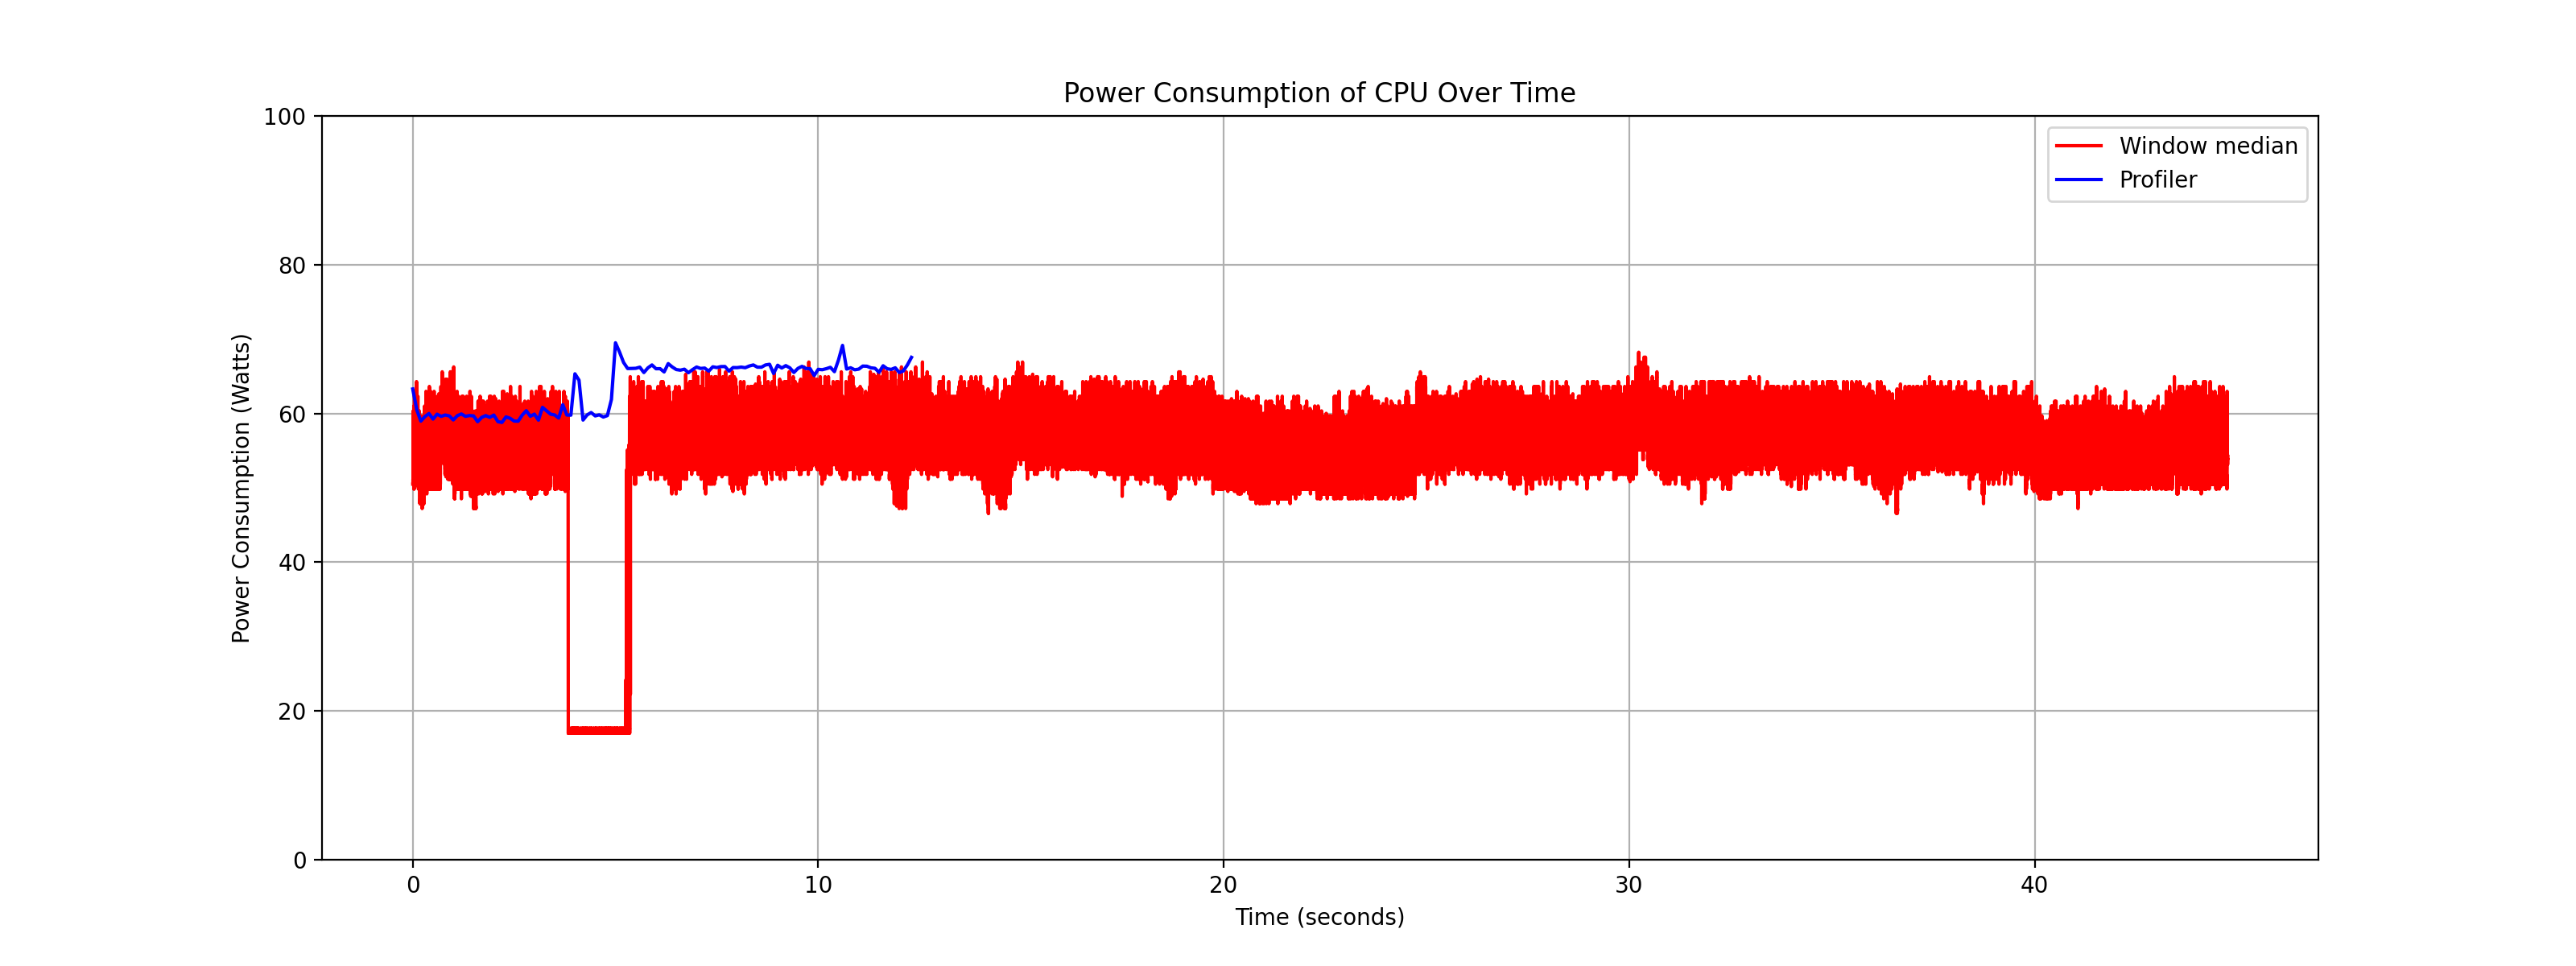 Power Consumption of CPU Over Time
100
80
60
40
20
0
Power Consumption (Watts)
Window median
Profiler
0 10 20 30 40
Time (seconds)